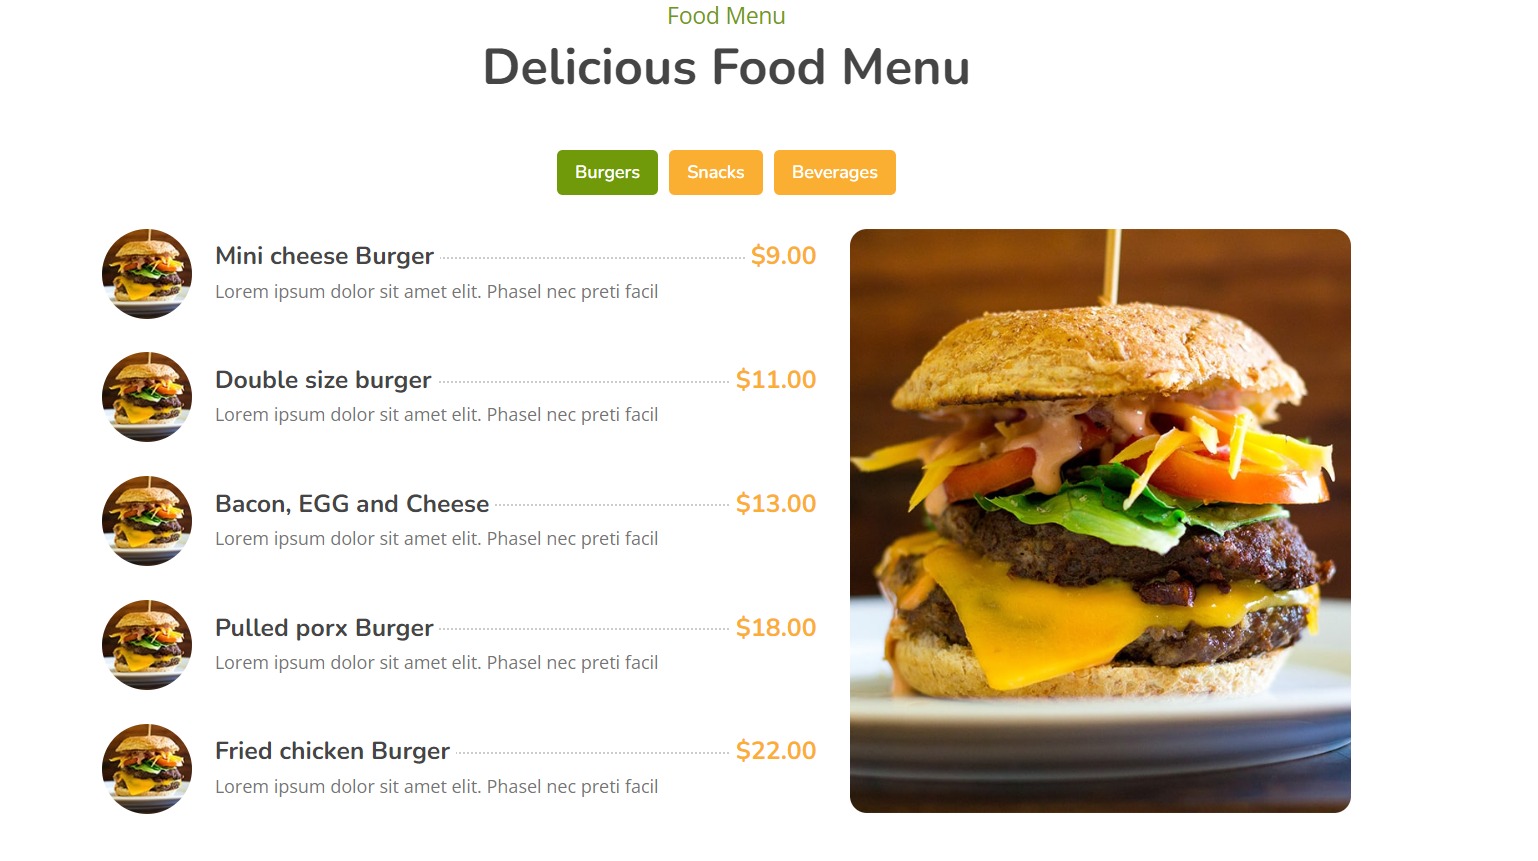 Food Menu
Delicious Food Menu
Burgers Snacks Beverages
Mini cheese Burger $9.00
Lorem ipsum dolor sit amet elit. Phasel nec preti facil
Double size burger $11.00
Lorem ipsum dolor sit amet elit. Phasel nec preti facil
Bacon, EGG and Cheese $13.00
Lorem ipsum dolor sit amet elit. Phasel nec preti facil
Pulled porx Burger $18.00
Lorem ipsum dolor sit amet elit. Phasel nec preti facil
Fried chicken Burger $22.00
Lorem ipsum dolor sit amet elit. Phasel nec preti facil